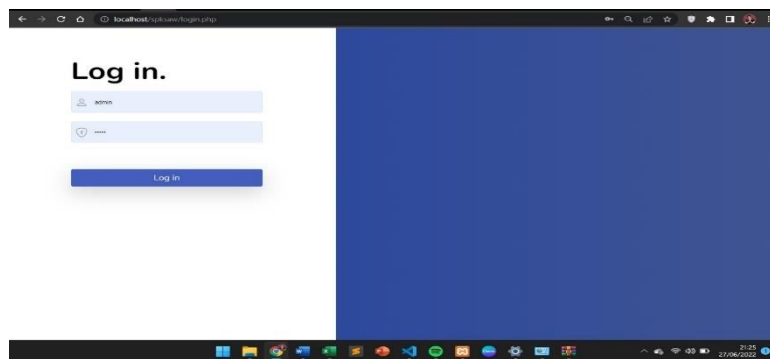 localhost/spksaw/login.php
Log in.
admin
•••••
Log in
21:25
27/06/2022